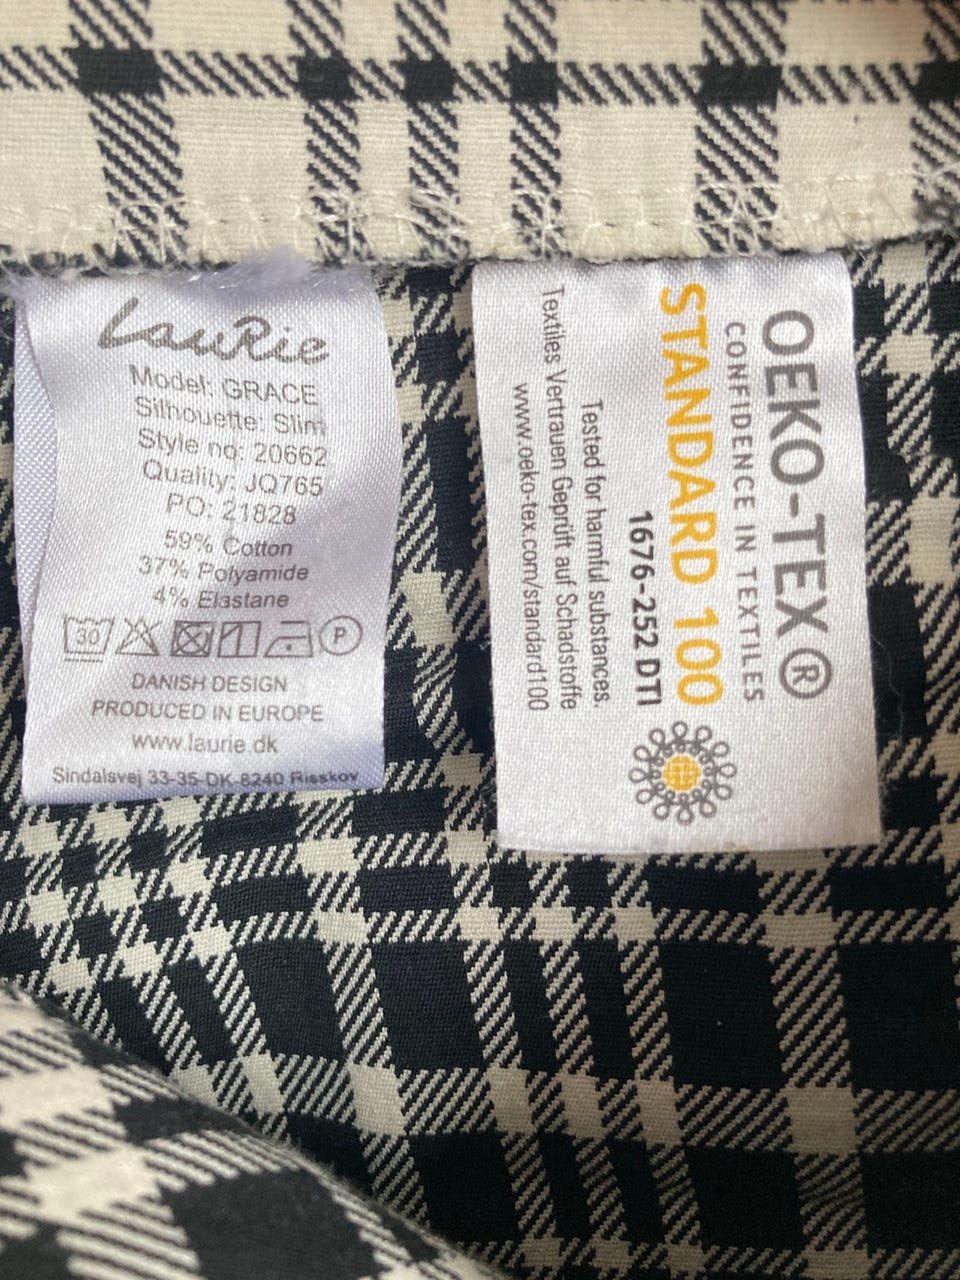 LauRie
Model: GRACE
Silhouette: Slim
Style no: 20662
Quality: JQ765
PO: 21828
59% Cotton
37% Polyamide
4% Elastane
30 P
DANISH DESIGN
PRODUCED IN EUROPE
www.laurie.dk
Sindalsvej 33-35-DK-8240 Risskov
OEKO-TEX®
CONFIDENCE IN TEXTILES
STANDARD 100
1676-252 DTI
Tested for harmful substances.
Textiles Vertrauen Geprüft auf Schadstoffe
www.oeko-tex.com/standard100